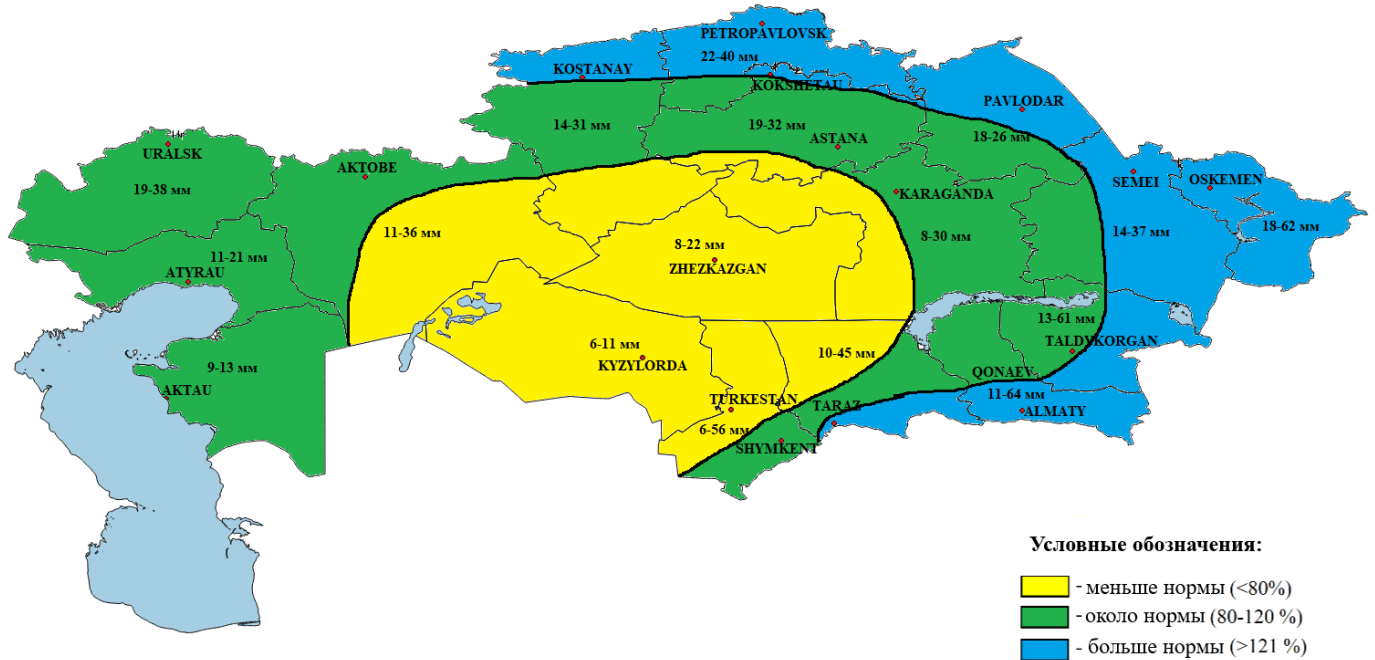 PETROPAVLOVSK
22-40 мм
KOSTANAY
KOKSHETAU
PAVLODAR
14-31 мм
19-32 мм
18-26 мм
ASTANA
URALSK
AKTOBE
SEMEI
OSKEMEN
19-38 мм
KARAGANDA
11-36 мм
8-22 мм
8-30 мм
14-37 мм
18-62 мм
11-21 мм
ATYRAU
ZHEZKAZGAN
13-61 мм
TALDYKORGAN
9-13 мм
6-11 мм
KYZYLORDA
10-45 мм
QONAEV
AKTAU
11-64 мм
TURKESTAN
TARAZ
ALMATY
6-56 мм
SHYMKENT
Условные обозначения:
- меньше нормы (<80%)
- около нормы (80-120 %)
- больше нормы (>121 %)